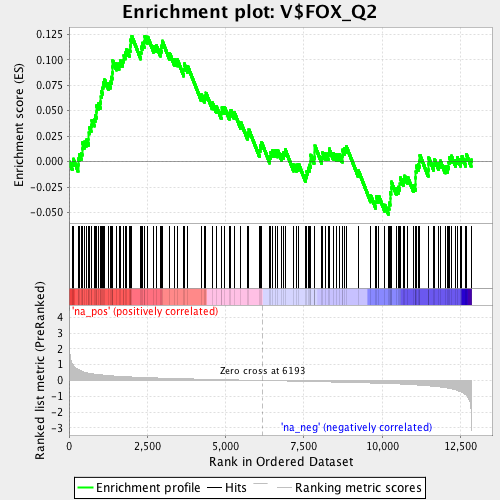 Enrichment plot: V$FOX_Q2
Enrichment score (ES)
0.125
0.100
0.075
0.050
0.025
0.000
-0.025
-0.050
'na_pos' (positively correlated)
Ranked list metric (PreRanked)
4
3
2
1
0
-1
-2
-3
Zero cross at 6193
'na_neg' (negatively correlated)
0
2,500
5,000
7,500
10,000
12,500
Rank in Ordered Dataset
Enrichment profile
Hits
Ranking metric scores